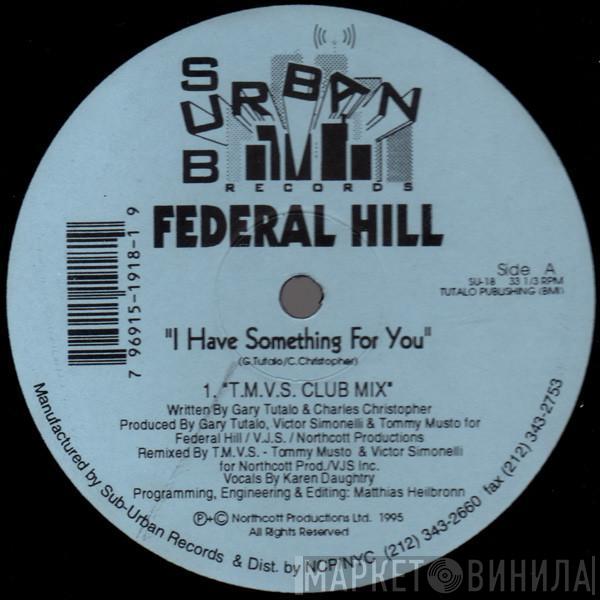 SUB URBAN
RECORDS
FEDERAL HILL
Side A
SU-18 33 1/3 RPM
TUTALO PUBLISHING (BMI)
7 96915-1918-1 9
"I Have Something For You"
(G.Tutalo/C.Christopher)
1. "T.M.V.S. CLUB MIX"
Written By Gary Tutalo & Charles Christopher
Produced By Gary Tutalo, Victor Simonelli & Tommy Musto for
Federal Hill / V.J.S. / Northcott Productions
Remixed By T.M.V.S. - Tommy Musto & Victor Simonelli
for Northcott Prod./VJS Inc.
Vocals By Karen Daughtry
Programming, Engineering & Editing: Matthias Heilbronn
℗+© Northcott Productions Ltd. 1995
All Rights Reserved
Manufactured by Sub-Urban Records & Dist. by NCP/NYC (212) 343-2660 fax (212) 343-2753
МАРКЕТ ВИНИЛА